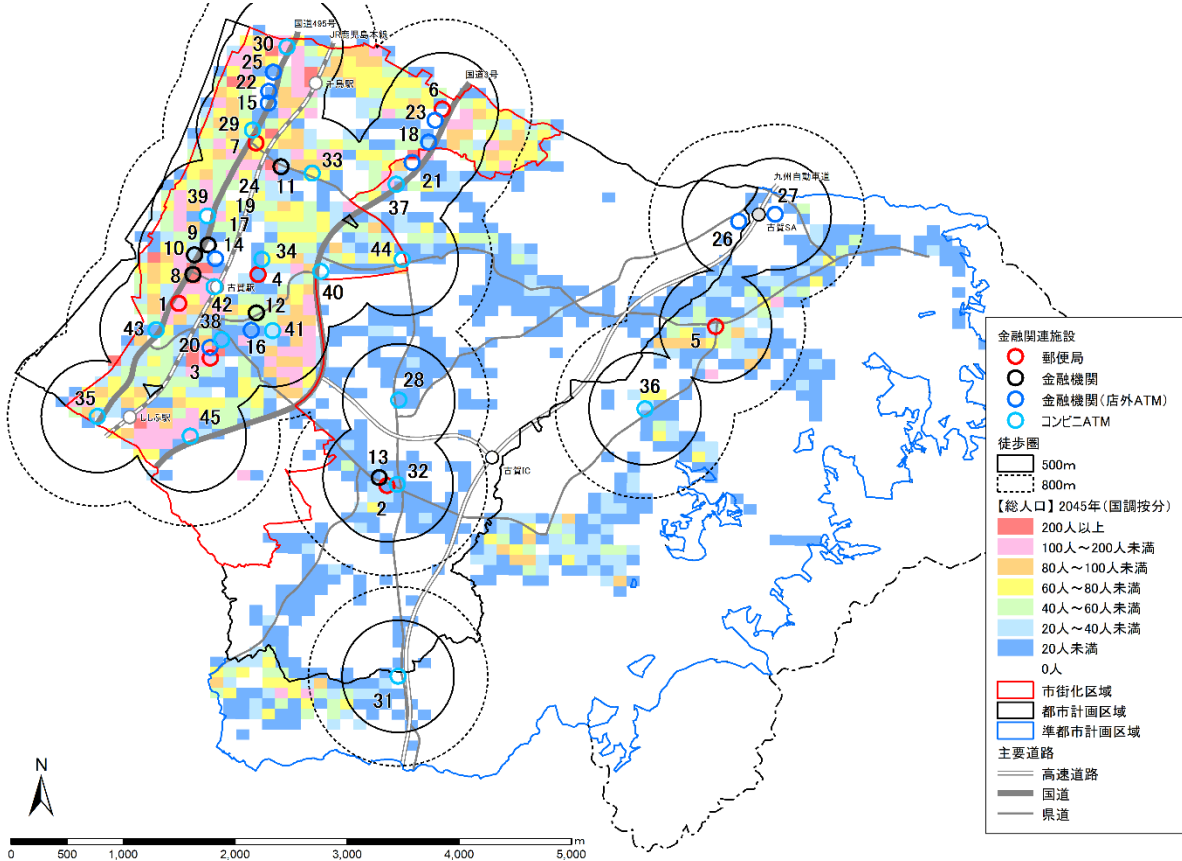 国道495号
JR鹿児島本線
30
25
22
15
29
7
千鳥駅
国道3号
6
23
18
21
11
33
24
19
17
37
39
9
10
14
8
34
4
44
40
九州自動車道
27
古賀SA
26
1
古賀駅
42
12
43
38
16
41
20
3
5
36
28
35
ししぶ駅
45
13
32
2
古賀IC
31
金融関連施設
郵便局
金融機関
金融機関(店外ATM)
コンビニATM
徒歩圏
500m
800m
【総人口】 2045年(国調按分)
200人以上
100人～200人未満
80人～100人未満
60人～80人未満
40人～60人未満
20人～40人未満
20人未満
0人
市街化区域
都市計画区域
準都市計画区域
主要道路
高速道路
国道
県道
N
0 500 1,000 2,000 3,000 4,000 5,000 m